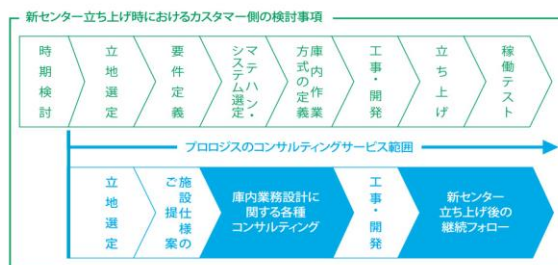 新センター立ち上げ時におけるカスタマー側の検討事項
時期検討
立地選定
要件定義
マテハン・
システム選定
庫内作業
方式の定義
工事・開発
立ち上げ
稼働テスト
プロロジスのコンサルティングサービス範囲
立地選定
施設仕様案の
ご提案
庫内業務設計に
関する各種
コンサルティング
工事・開発
新センター
立ち上げ後の
継続フォロー